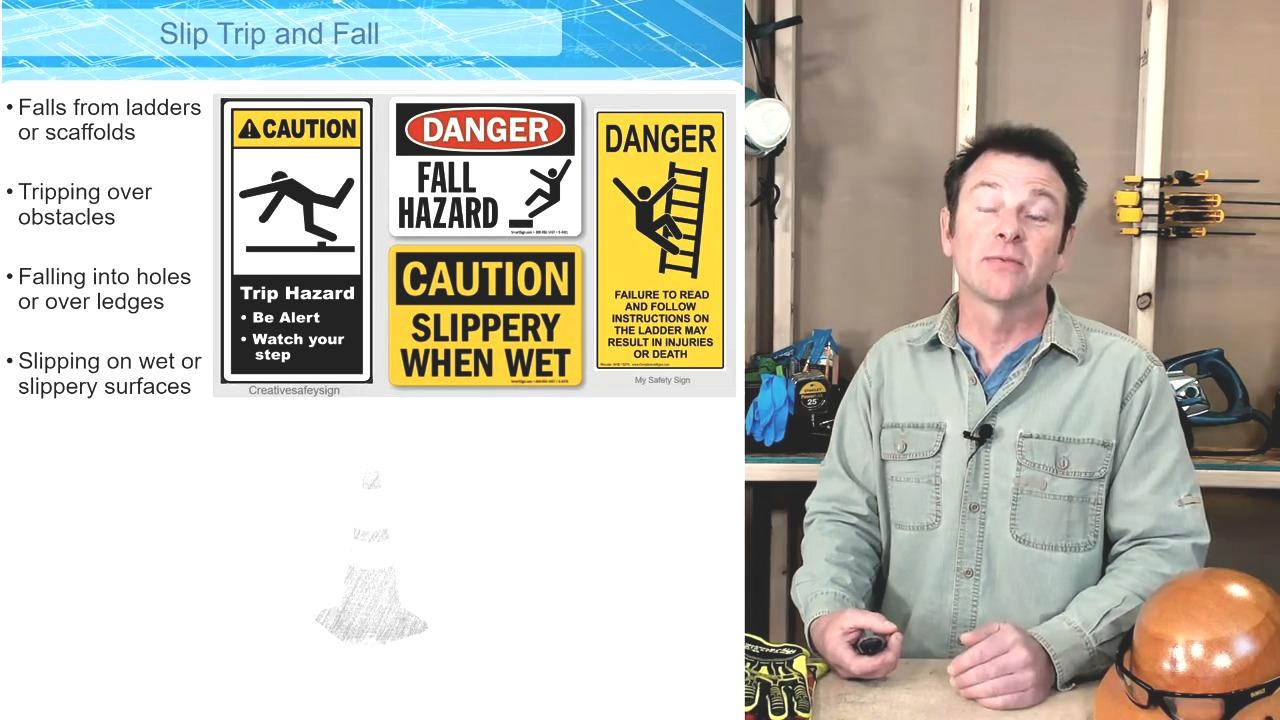 Slip Trip and Fall
• Falls from ladders
or scaffolds
• Tripping over
obstacles
• Falling into holes
or over ledges
• Slipping on wet or
slippery surfaces
CAUTION
Trip Hazard
• Be Alert
• Watch your
step
Creativesafeysign
DANGER
FALL
HAZARD
CAUTION
SLIPPERY
WHEN WET
DANGER
FAILURE TO READ
AND FOLLOW
INSTRUCTIONS ON
THE LADDER MAY
RESULT IN INJURIES
OR DEATH
My Safety Sign
STANLEY
25'